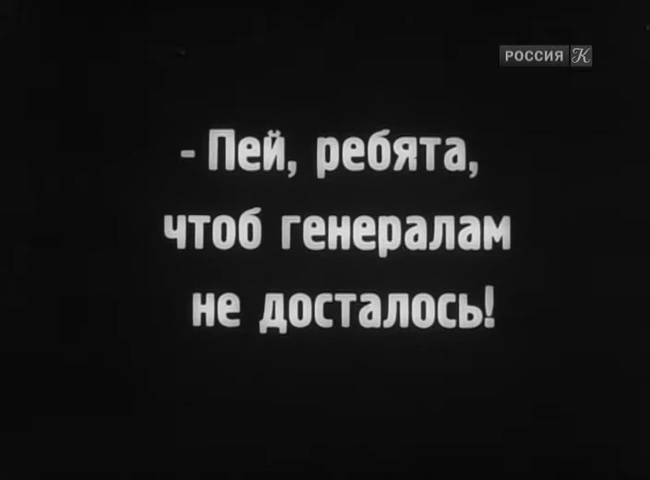 РОССИЯ К
- Пей, ребята,
чтоб генералам
не досталось!